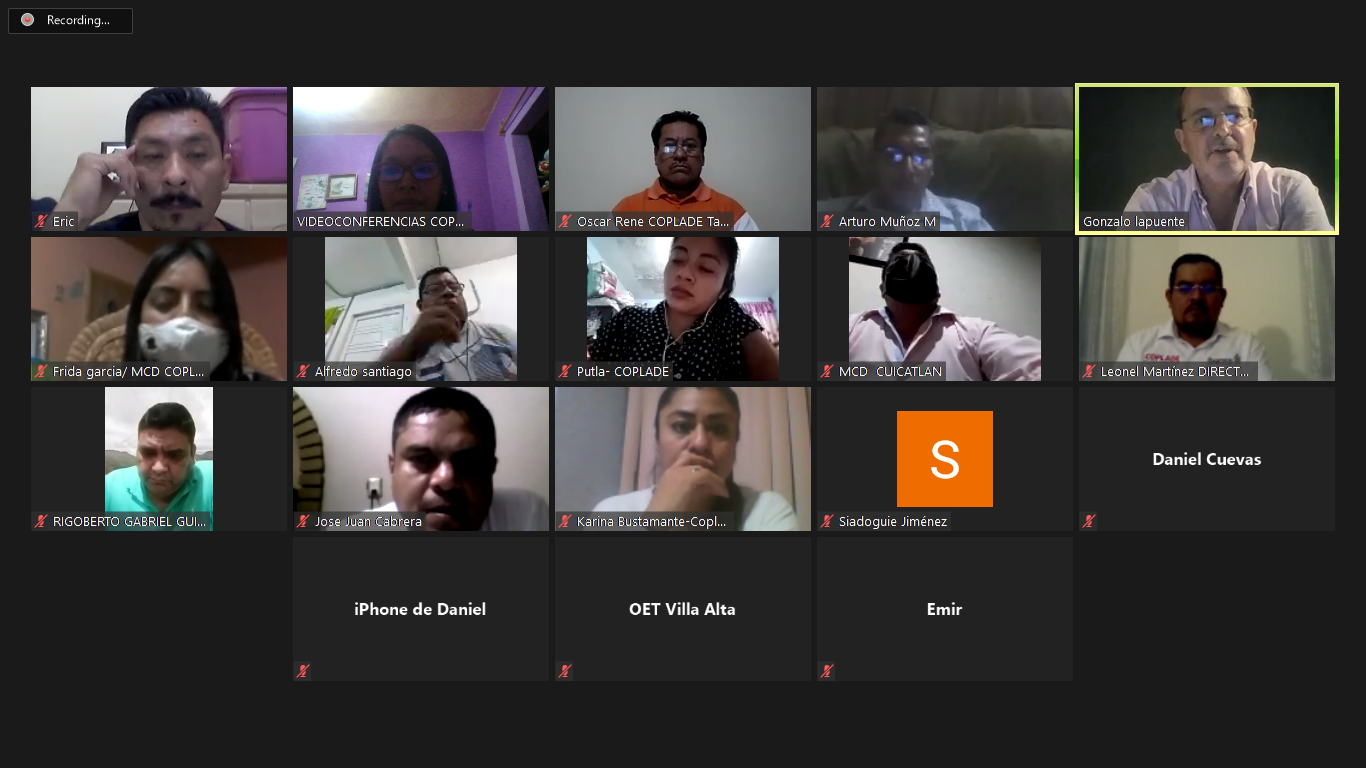 Recording...
Eric
VIDEOCONFERENCIAS COP...
Oscar Rene COPLADE Ta...
Arturo Muñoz M
Gonzalo lapuente
Frida garcia/ MCD COPL...
Alfredo santiago
Putla- COPLADE
MCD CUICATLAN
Leonel Martínez DIRECT...
COPLADE
RIGOBERTO GABRIEL GUI...
Jose Juan Cabrera
Karina Bustamante-Copl...
S
Siadoguie Jiménez
Daniel Cuevas
iPhone de Daniel
OET Villa Alta
Emir